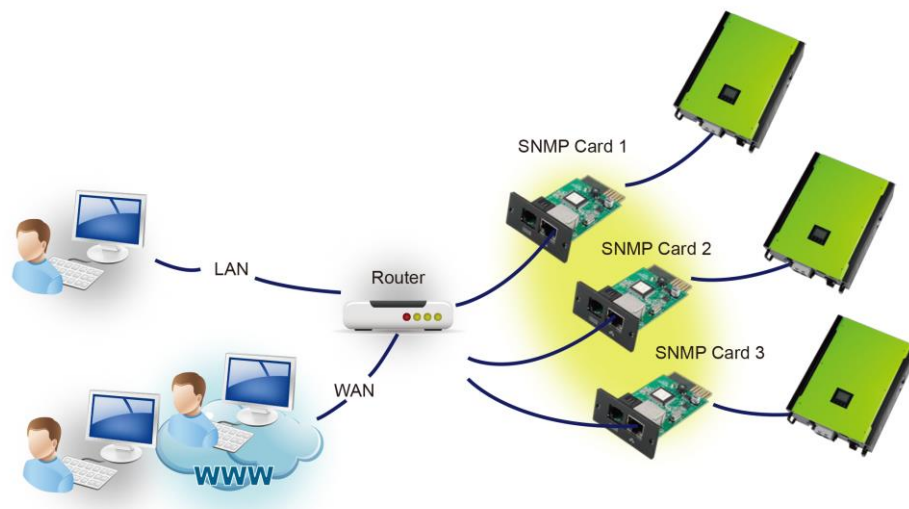 SNMP Card 1
SNMP Card 2
LAN
Router
SNMP Card 3
WAN
WWW